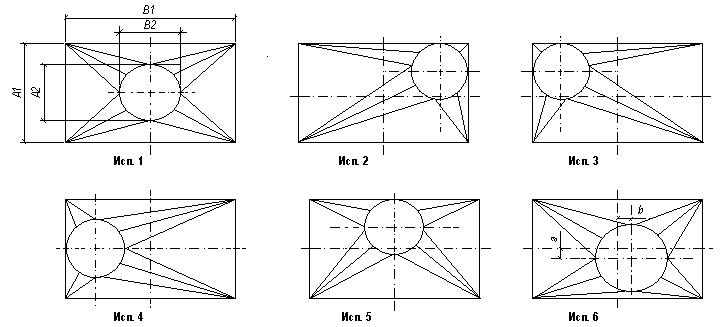 B1
B2
A1
A2
Исп. 1
Исп. 2
Исп. 3
b
a
Исп. 4
Исп. 5
Исп. 6